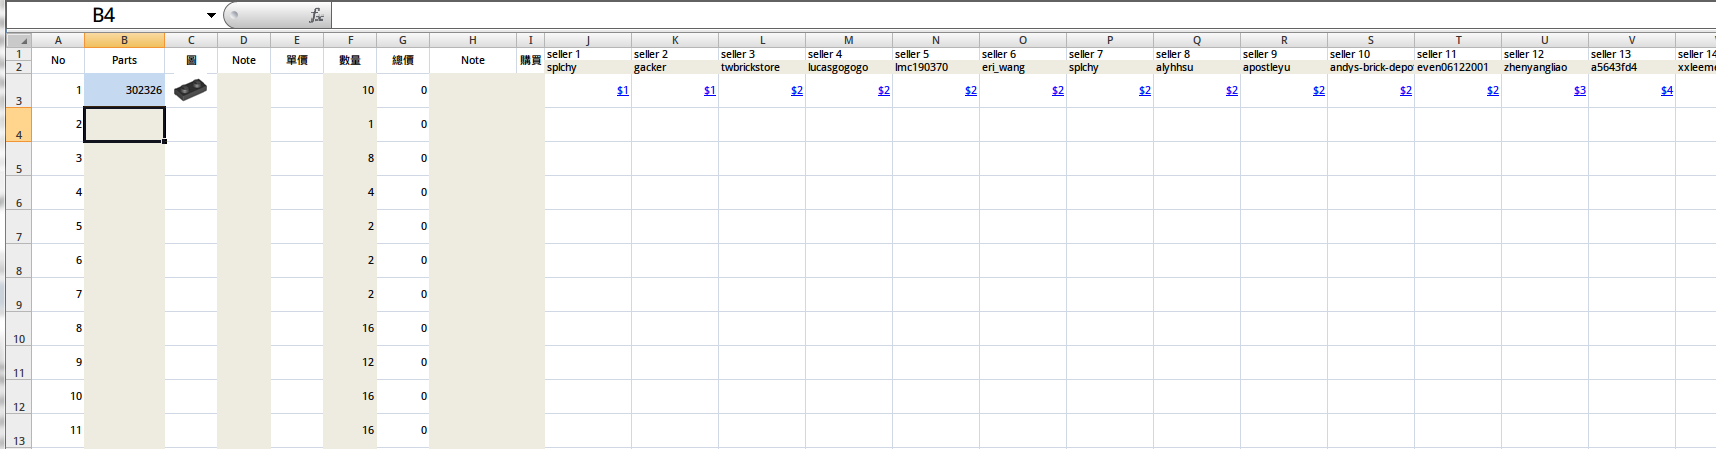 B4 fx
A B C D E F G H I J K L M N O P Q R S T U V
1 No Parts 圖 Note 單價 數量 總價 Note 購買 seller 1 seller 2 seller 3 seller 4 seller 5 seller 6 seller 7 seller 8 seller 9 seller 10 seller 11 seller 12 seller 13 seller 14
2 splchy gacker twbrickstore lucasgogogo lmc190370 eri_wang splchy alyhhsu apostleyu andys-brick-depo even06122001 zhenyangliao a5643fd4 xxleem
3 1 302326 10 0 $1 $1 $2 $2 $2 $2 $2 $2 $2 $2 $2 $3 $4
4 2 1 0
5 3 8 0
6 4 4 0
7 5 2 0
8 6 2 0
9 7 2 0
10 8 16 0
11 9 12 0
12 10 16 0
13 11 16 0